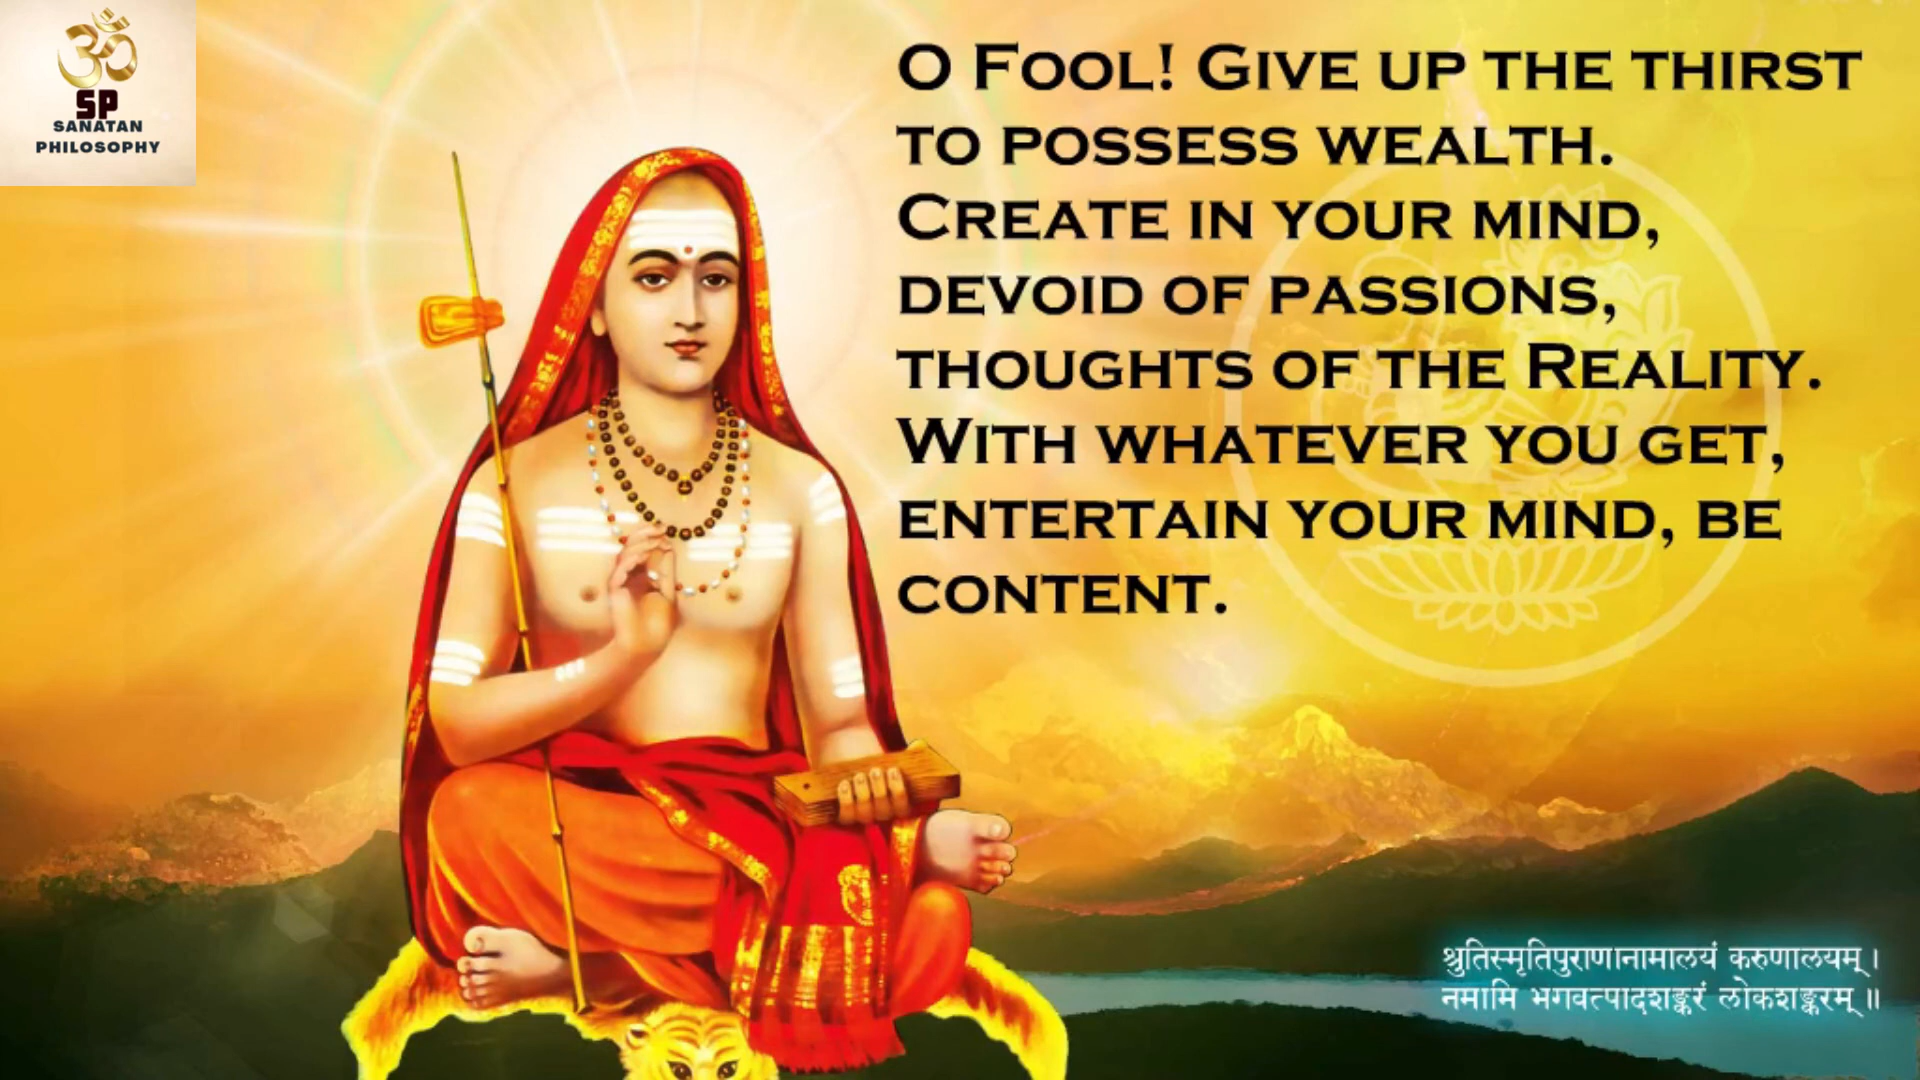 ॐ
SP
SANATAN
PHILOSOPHY
O FOOL! GIVE UP THE THIRST
TO POSSESS WEALTH.
CREATE IN YOUR MIND,
DEVOID OF PASSIONS,
THOUGHTS OF THE REALITY.
WITH WHATEVER YOU GET,
ENTERTAIN YOUR MIND, BE
CONTENT.
श्रुतिस्मृतिपुराणानामालयं करुणालयम् ।
नमामि भगवत्पादशङ्करं लोकशङ्करम् ॥